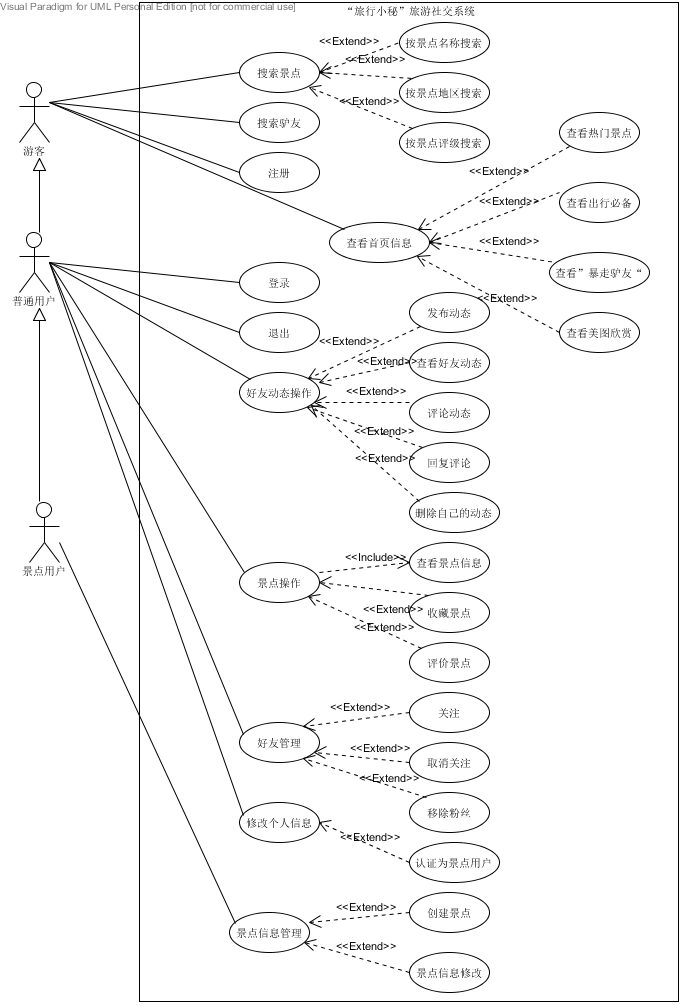 Visual Paradigm for UML Personal Edition [not for commercial use]
“旅行小秘”旅游社交系统
<<Extend>>
按景点名称搜索
<<Extend>>
搜索景点
按景点地区搜索
<<Extend>>
搜索驴友
按景点评级搜索
查看热门景点
游客
注册
<<Extend>>
<<Extend>>
查看出行必备
查看首页信息
<<Extend>>
查看”暴走驴友“
登录
普通用户
<<Extend>>
发布动态
退出
查看美图欣赏
<<Extend>>
<<Extend>>
查看好友动态
好友动态操作
<<Extend>>
评论动态
<<Extend>>
<<Extend>>
回复评论
删除自己的动态
<<Include>>
查看景点信息
景点用户
景点操作
<<Extend>>
收藏景点
<<Extend>>
评价景点
<<Extend>>
关注
好友管理
<<Extend>>
取消关注
<<Extend>>
移除粉丝
修改个人信息
<<Extend>>
认证为景点用户
<<Extend>>
创建景点
景点信息管理
<<Extend>>
景点信息修改